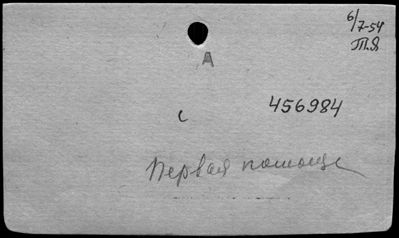 6/7-54
Т.Я.
А
с
456984
Первая помощь